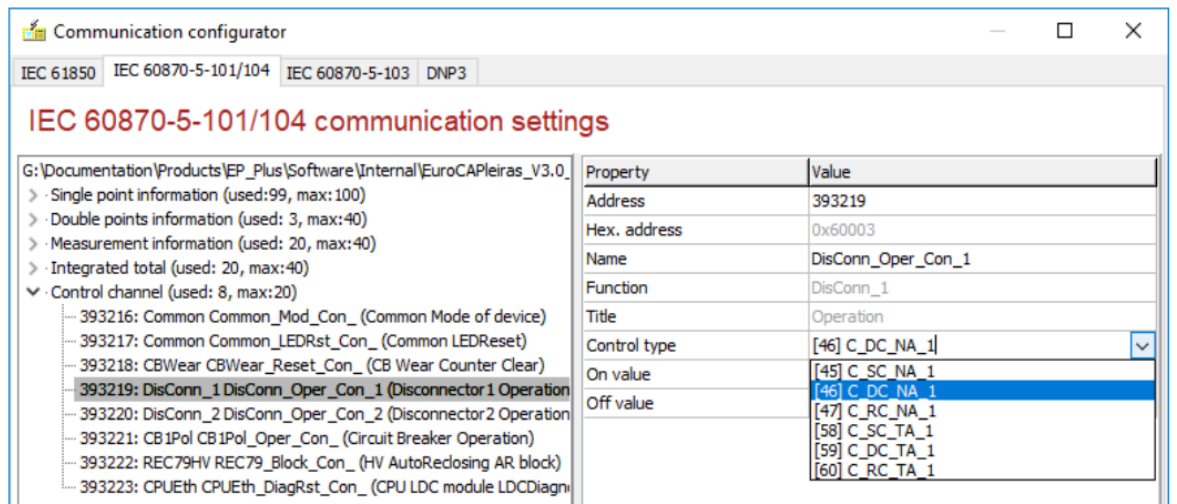 Communication configurator
IEC 61850 IEC 60870-5-101/104 IEC 60870-5-103 DNP3
IEC 60870-5-101/104 communication settings
G:\Documentation\Products\EP_Plus\Software\Internal\EuroCAPleiras_V3.0_
Single point information (used:99, max:100)
Double points information (used: 3, max:40)
Measurement information (used: 20, max:40)
Integrated total (used: 20, max:40)
Control channel (used: 8, max:20)
393216: Common Common_Mod_Con_ (Common Mode of device)
393217: Common Common_LEDRst_Con_ (Common LEDReset)
393218: CBWear CBWear_Reset_Con_ (CB Wear Counter Clear)
393219: DisConn_1 DisConn_Oper_Con_1 (Disconnector1 Operation
393220: DisConn_2 DisConn_Oper_Con_2 (Disconnector2 Operation
393221: CB1Pol CB1Pol_Oper_Con_ (Circuit Breaker Operation)
393222: REC79HV REC79_Block_Con_ (HV AutoReclosing AR block)
393223: CPUEth CPUEth_DiagRst_Con_ (CPU LDC module LDCDiagn
Property Value
Address 393219
Hex. address 0x60003
Name DisConn_Oper_Con_1
Function DisConn_1
Title Operation
Control type [46] C_DC_NA_1
On value
Off value
[45] C_SC_NA_1
[46] C_DC_NA_1
[47] C_RC_NA_1
[58] C_SC_TA_1
[59] C_DC_TA_1
[60] C_RC_TA_1